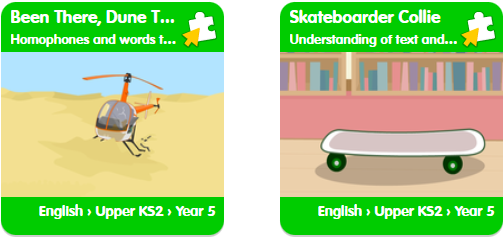 Been There, Dune T...
Homophones and words t...
English › Upper KS2 › Year 5
Skateboarder Collie
Understanding of text and...
English › Upper KS2 › Year 5